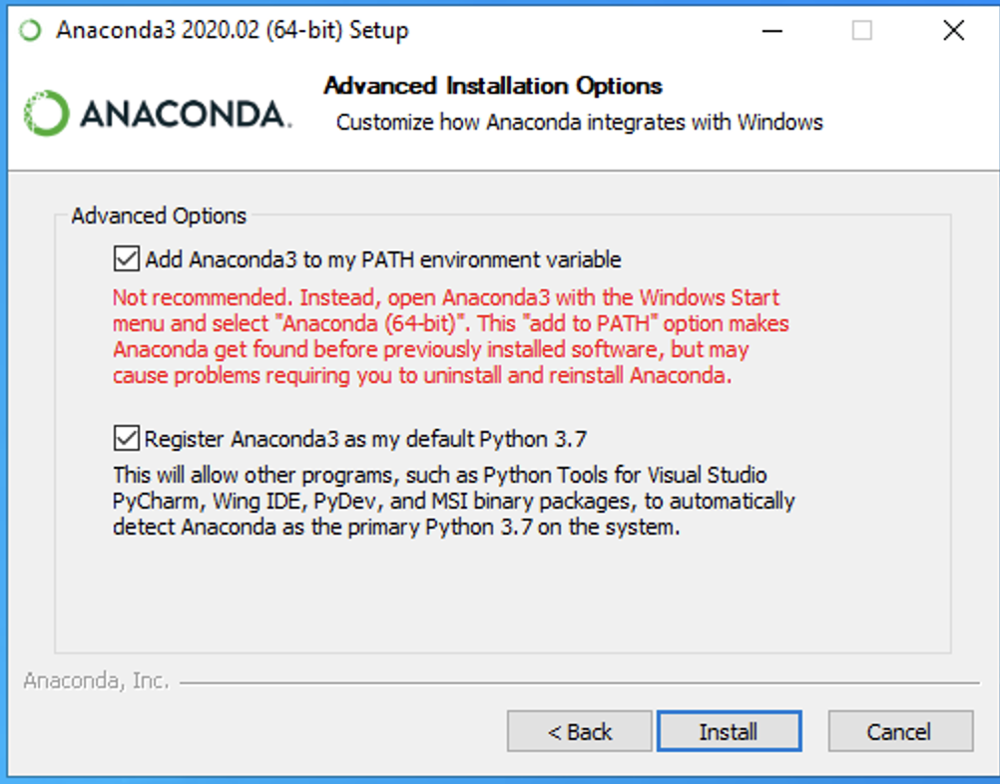 Anaconda3 2020.02 (64-bit) Setup
ANACONDA.
Advanced Installation Options
Customize how Anaconda integrates with Windows
Advanced Options
Add Anaconda3 to my PATH environment variable
Not recommended. Instead, open Anaconda3 with the Windows Start
menu and select "Anaconda (64-bit)". This "add to PATH" option makes
Anaconda get found before previously installed software, but may
cause problems requiring you to uninstall and reinstall Anaconda.
Register Anaconda3 as my default Python 3.7
This will allow other programs, such as Python Tools for Visual Studio
PyCharm, Wing IDE, PyDev, and MSI binary packages, to automatically
detect Anaconda as the primary Python 3.7 on the system.
Anaconda, Inc.
< Back
Install
Cancel